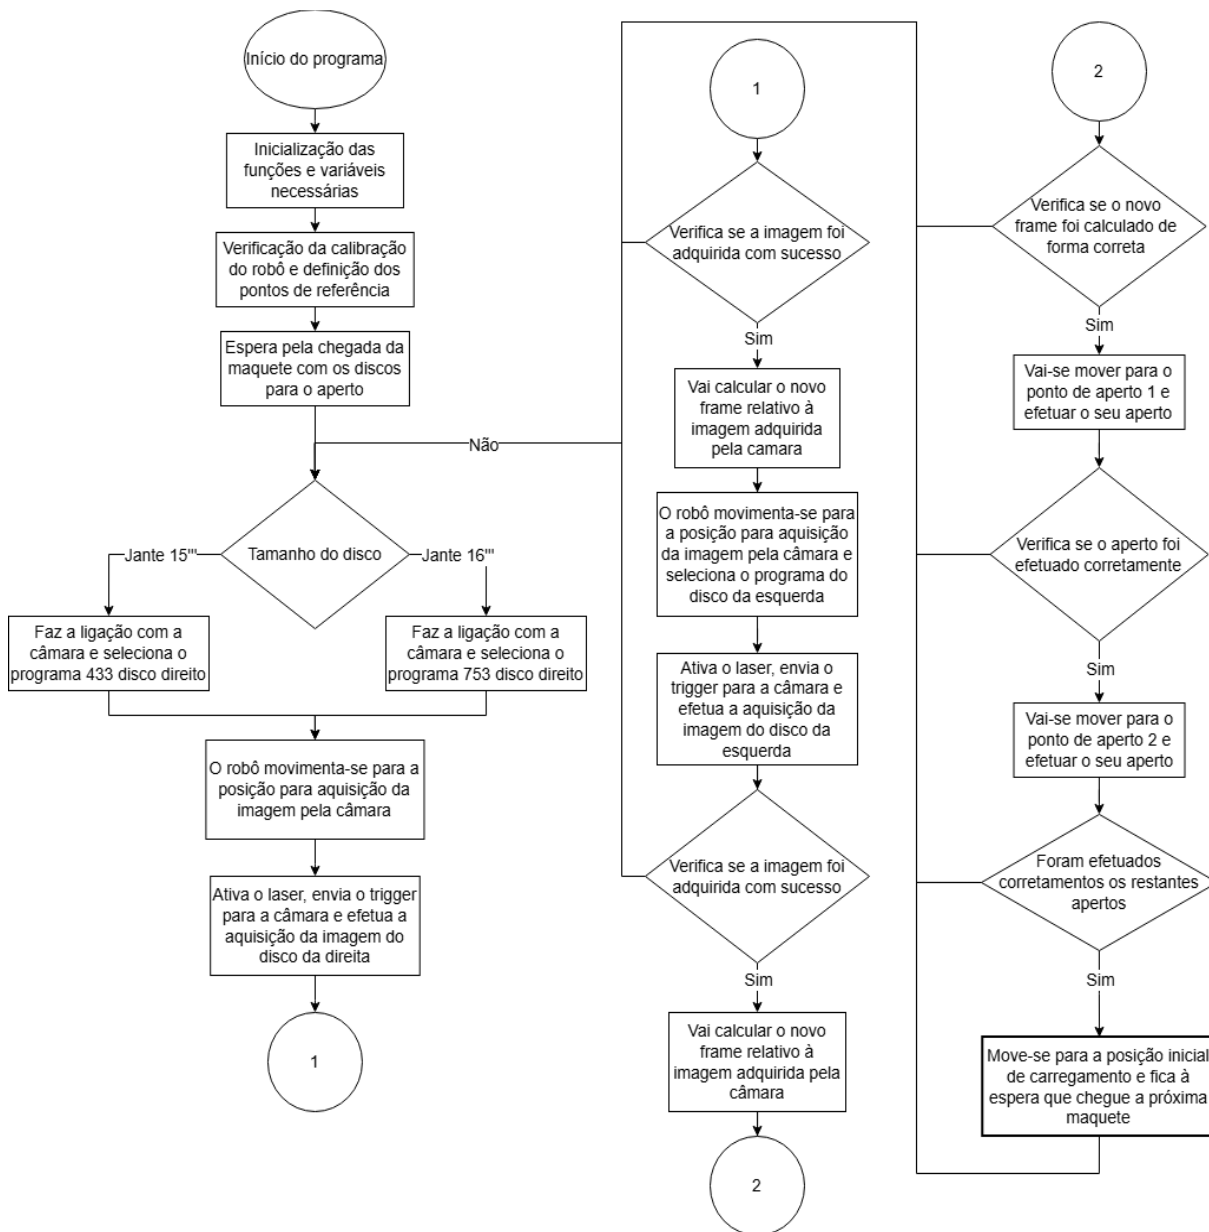 Início do programa
Inicialização das
funções e variáveis
necessárias
Verificação da calibração
do robô e definição dos
pontos de referência
Espera pela chegada da
maquete com os discos
para o aperto
Não
Tamanho do disco
Jante 15'''
Jante 16'''
Faz a ligação com a
câmara e seleciona o
programa 433 disco direito
Faz a ligação com a
câmara e seleciona o
programa 753 disco direito
O robô movimenta-se para a
posição para aquisição da
imagem pela câmara
Ativa o laser, envia o trigger
para a câmara e efetua a
aquisição da imagem do
disco da direita
1
1
Verifica se a imagem foi
adquirida com sucesso
Sim
Vai calcular o novo
frame relativo à
imagem adquirida
pela camara
O robô movimenta-se para
a posição para aquisição
da imagem pela câmara e
seleciona o programa do
disco da esquerda
Ativa o laser, envia o
trigger para a câmara e
efetua a aquisição da
imagem do disco da
esquerda
Verifica se a imagem foi
adquirida com sucesso
Sim
Vai calcular o novo
frame relativo à
imagem adquirida pela
câmara
2
2
Verifica se o novo
frame foi calculado de
forma correta
Sim
Vai-se mover para o
ponto de aperto 1 e
efetuar o seu aperto
Verifica se o aperto foi
efetuado corretamente
Sim
Vai-se mover para o
ponto de aperto 2 e
efetuar o seu aperto
Foram efetuados
corretamentos os restantes
apertos
Sim
Move-se para a posição inicial
de carregamento e fica à
espera que chegue a próxima
maquete